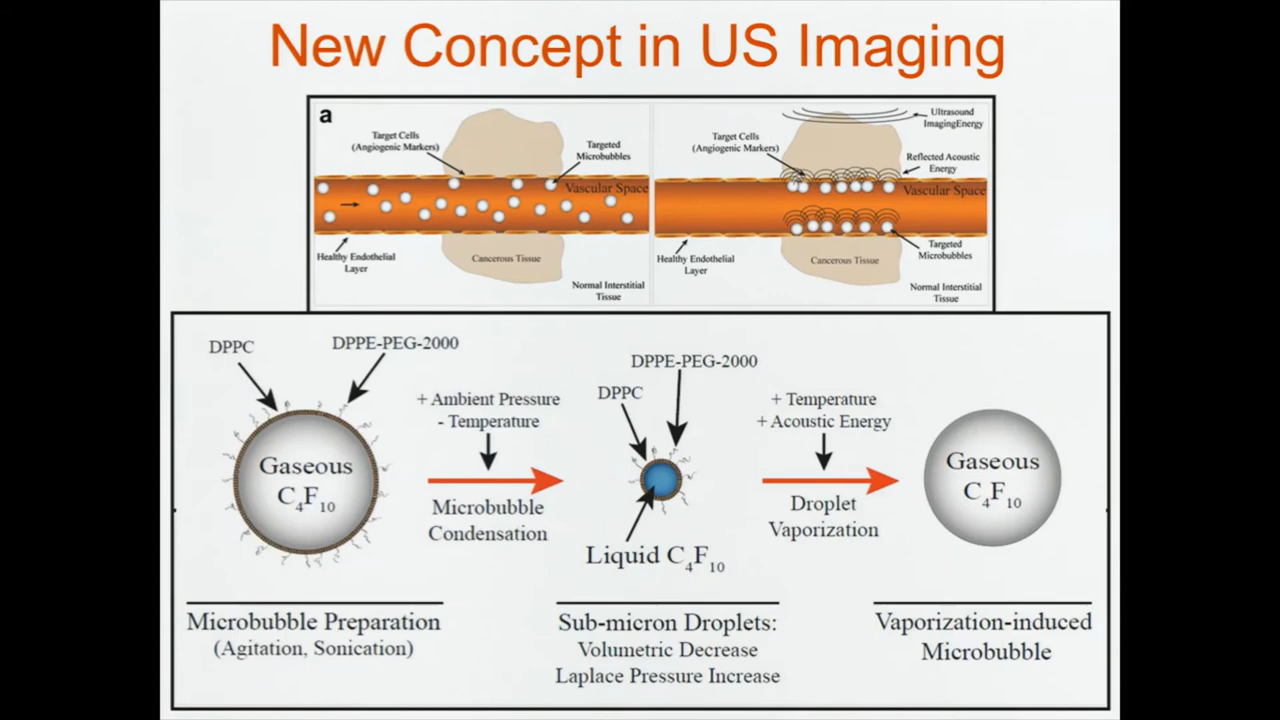 New Concept in US Imaging
a
Target Cells
(Angiogenic Markers)
Targeted
Microbubbles
Vascular Space
Healthy Endothelial
Layer
Cancerous Tissue
Normal Interstitial
Tissue
Ultrasound
ImagingEnergy
Target Cells
(Angiogenic Markers)
Reflected Acoustic
Energy
Vascular Space
Healthy Endothelial
Layer
Cancerous Tissue
Targeted
Microbubbles
Normal Interstitial
Tissue
DPPC
DPPE-PEG-2000
Gaseous
C4F10
+ Ambient Pressure
- Temperature
Microbubble
Condensation
DPPE-PEG-2000
DPPC
Liquid C4F10
+ Temperature
+ Acoustic Energy
Droplet
Vaporization
Gaseous
C4F10
Microbubble Preparation
(Agitation, Sonication)
Sub-micron Droplets:
Volumetric Decrease
Laplace Pressure Increase
Vaporization-induced
Microbubble